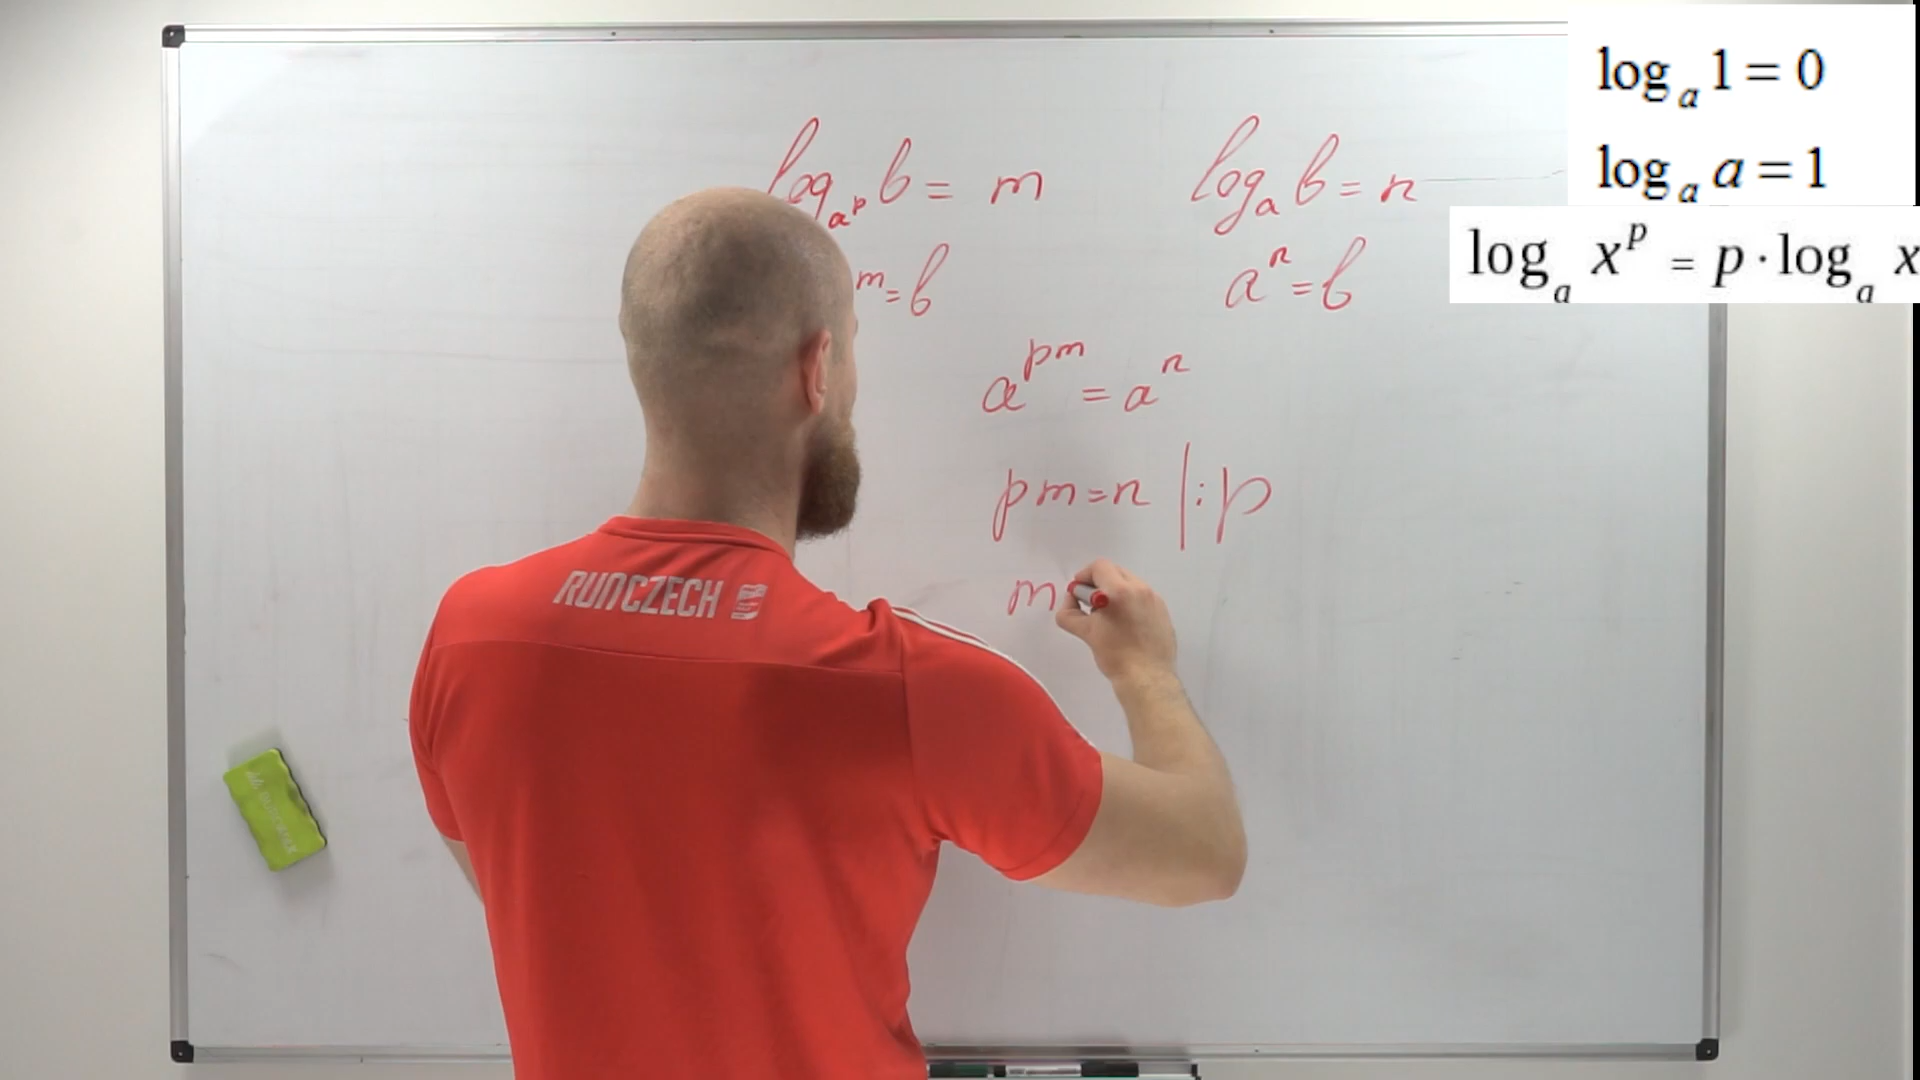 log_a 1 = 0
log_a a = 1
log_a x^p = p · log_a x
log_{a^p} b = m
log_a b = n
m = b
a^n = b
a^{pm} = a^n
pm = n | : p
m
RUNCZECH